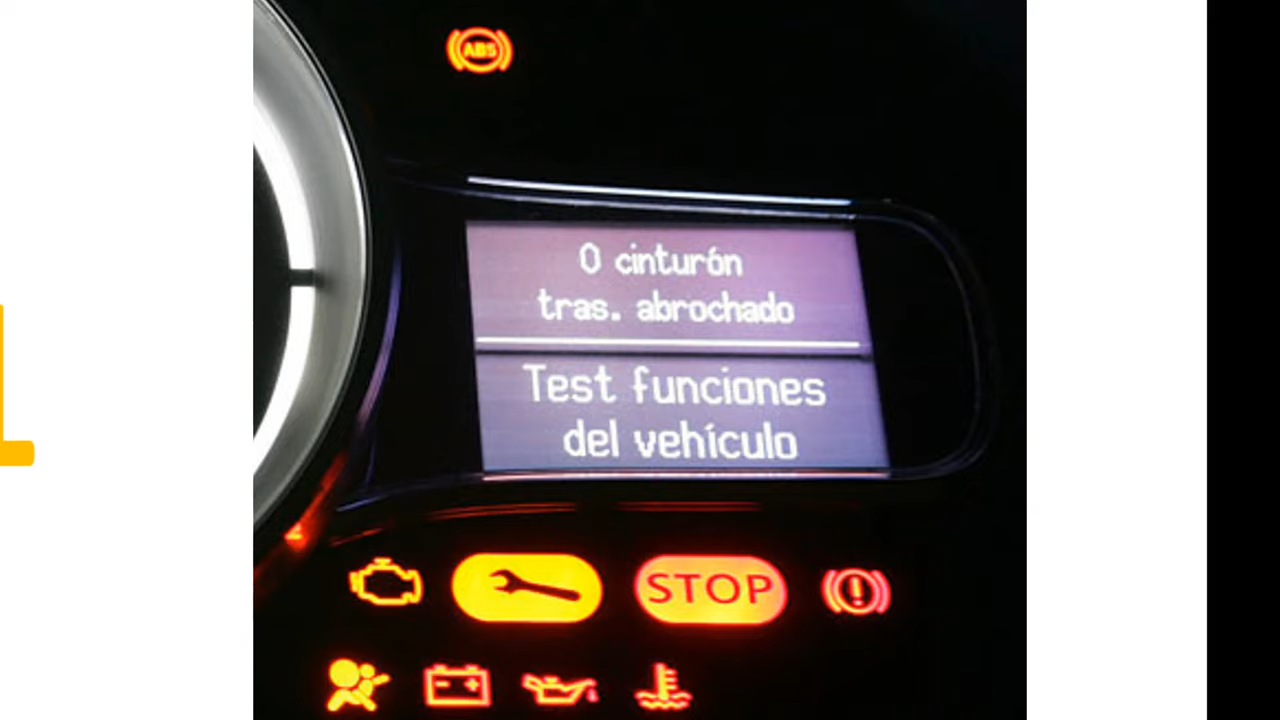 ABS
0 cinturón
tras. abrochado
Test funciones
del vehículo
STOP